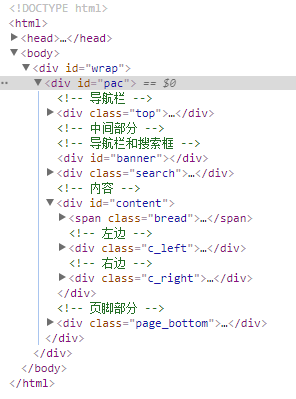 <!DOCTYPE html>
<html>
<head>…</head>
<body>
<div id="wrap">
<div id="pac"> == $0
<!-- 导航栏 -->
<div class="top">…</div>
<!-- 中间部分 -->
<!-- 导航栏和搜索框 -->
<div id="banner"></div>
<div class="search">…</div>
<!-- 内容 -->
<div id="content">
<span class="bread">…</span>
<!-- 左边 -->
<div class="c_left">…</div>
<!-- 右边 -->
<div class="c_right">…</div>
</div>
<!-- 页脚部分 -->
<div class="page_bottom">…</div>
</div>
</div>
</body>
</html>